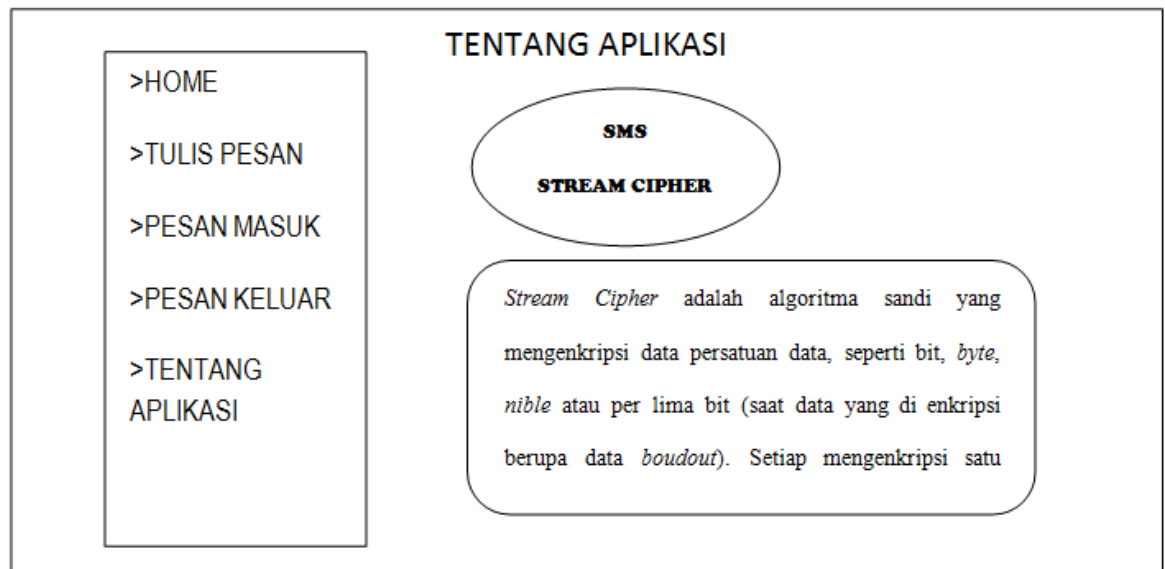 TENTANG APLIKASI
>HOME
>TULIS PESAN
>PESAN MASUK
>PESAN KELUAR
>TENTANG
APLIKASI
SMS
STREAM CIPHER
Stream Cipher adalah algoritma sandi yang
mengenkripsi data persatuan data, seperti bit, byte,
nible atau per lima bit (saat data yang di enkripsi
berupa data boudout). Setiap mengenkripsi satu